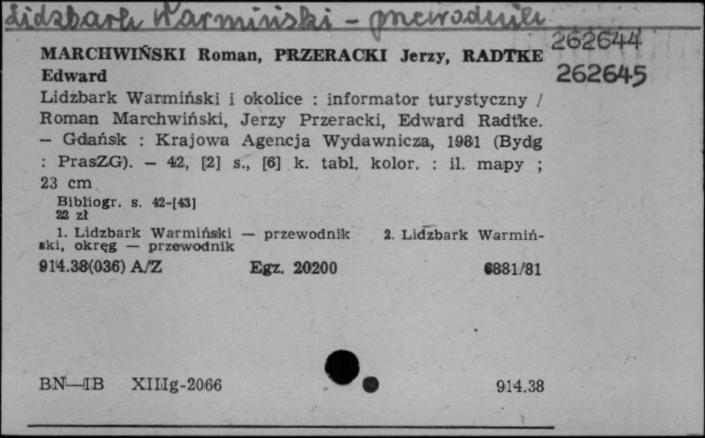 Lidzbark Warmiński - przewodniki
262644
262645
MARCHWIŃSKI Roman, PRZERACKI Jerzy, RADTKE
Edward
Lidzbark Warmiński i okolice : informator turystyczny /
Roman Marchwiński, Jerzy Przeracki, Edward Radtke.
— Gdańsk : Krajowa Agencja Wydawnicza, 1981 (Bydg
: PrasZG). — 42, [2] s., [6] k. tabl. kolor. : il. mapy ;
23 cm
Bibliogr. s. 42-[43]
22 zł
1. Lidzbark Warmiński — przewodnik 2. Lidzbark Warmiń-
ski, okręg — przewodnik
914.38(036) A/Z Egz. 20200 6881/81
BN—IB XIIIg-2066 914.38